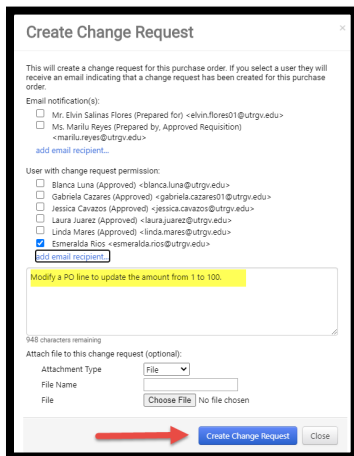 Create Change Request
×
This will create a change request for this purchase order. If you select a user they will
receive an email indicating that a change request has been created for this purchase
order.
Email notification(s):
Mr. Elvin Salinas Flores (Prepared for) <elvin.flores01@utrgv.edu>
Ms. Marilu Reyes (Prepared by, Approved Requisition)
<marilu.reyes@utrgv.edu>
add email recipient...
User with change request permission:
Blanca Luna (Approved) <blanca.luna@utrgv.edu>
Gabriela Cazares (Approved) <gabriela.cazares01@utrgv.edu>
Jessica Cavazos (Approved) <jessica.cavazos@utrgv.edu>
Laura Juarez (Approved) <laura.juarez@utrgv.edu>
Linda Mares (Approved) <linda.mares@utrgv.edu>
Esmeralda Rios <esmeralda.rios@utrgv.edu>
add email recipient...
Modify a PO line to update the amount from 1 to 100.
948 characters remaining
Attach file to this change request (optional):
Attachment Type File
File Name
File Choose File No file chosen
Create Change Request Close